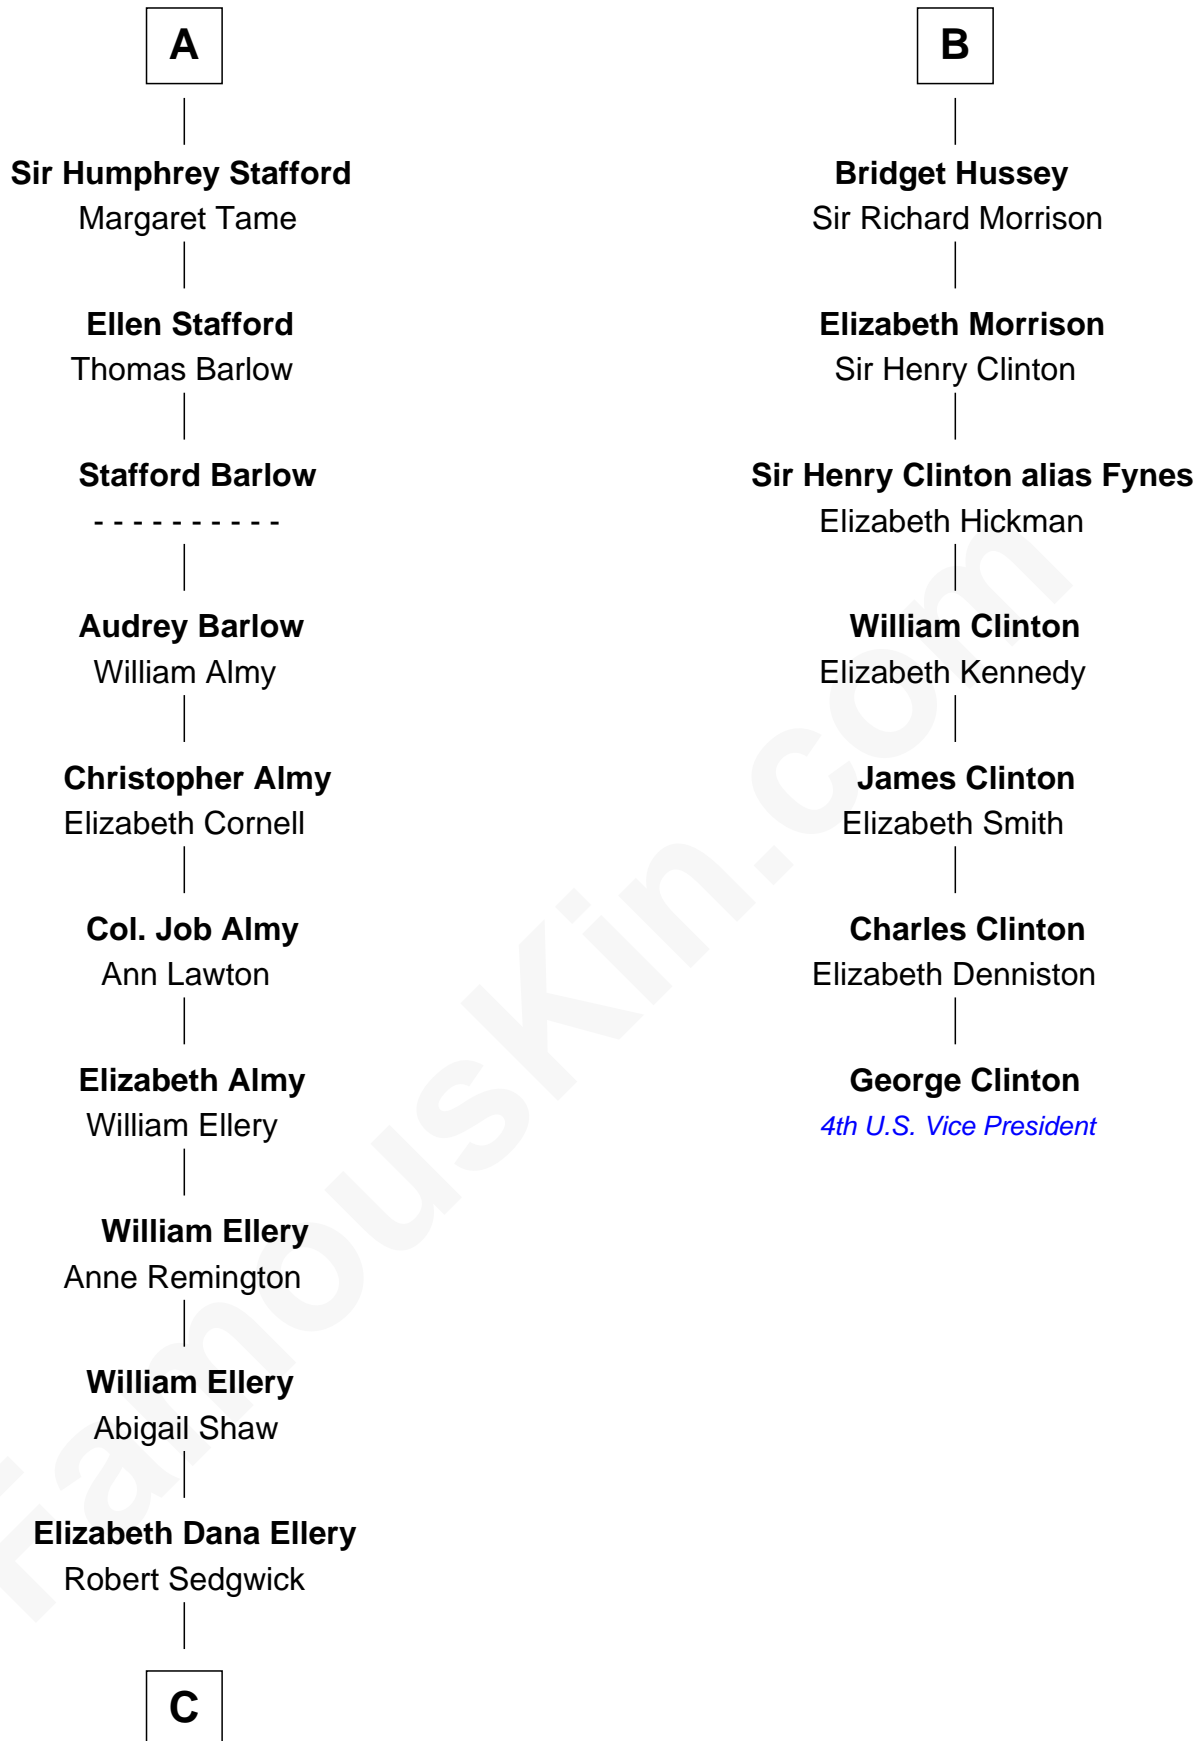 A
Sir Humphrey Stafford
Margaret Tame
Ellen Stafford
Thomas Barlow
Stafford Barlow
- - - - - - - - - -
Audrey Barlow
William Almy
Christopher Almy
Elizabeth Cornell
Col. Job Almy
Ann Lawton
Elizabeth Almy
William Ellery
William Ellery
Anne Remington
William Ellery
Abigail Shaw
Elizabeth Dana Ellery
Robert Sedgwick
C
B
Bridget Hussey
Sir Richard Morrison
Elizabeth Morrison
Sir Henry Clinton
Sir Henry Clinton alias Fynes
Elizabeth Hickman
William Clinton
Elizabeth Kennedy
James Clinton
Elizabeth Smith
Charles Clinton
Elizabeth Denniston
George Clinton
4th U.S. Vice President
FamousKin.com